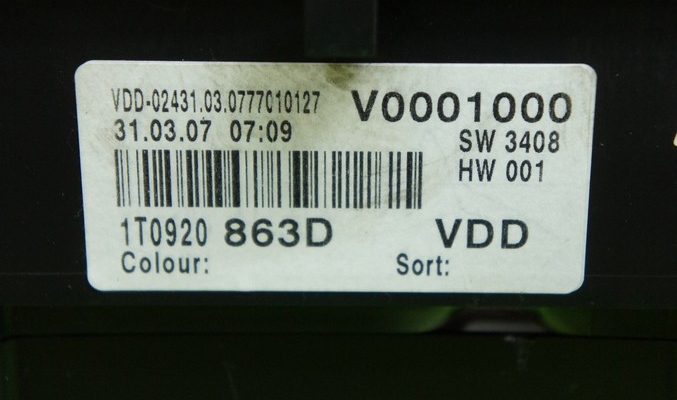 VDD-02431.03.0777010127 V0001000
31.03.07 07:09 SW 3408
HW 001
1T0920 863D VDD
Colour: Sort: